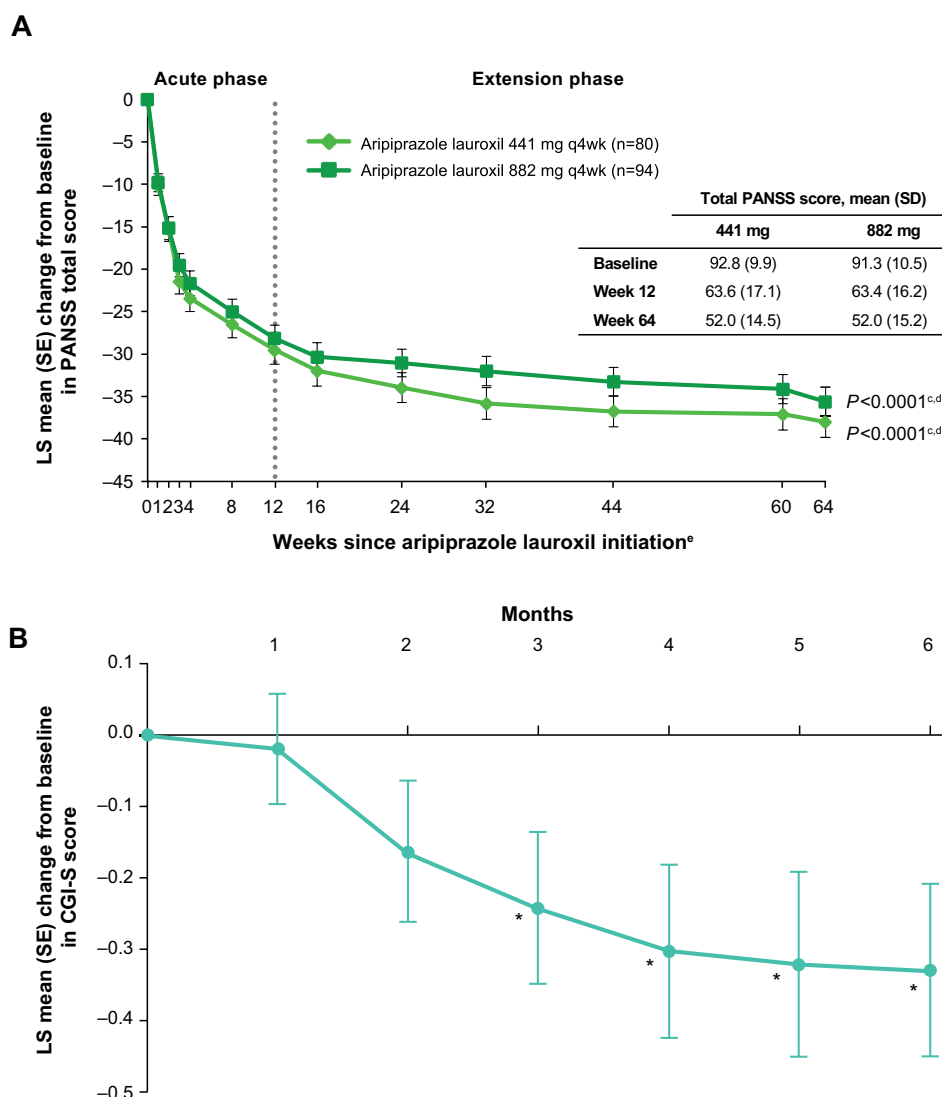 A
Acute phase
Extension phase
LS mean (SE) change from baseline
in PANSS total score
0
–5
–10
–15
–20
–25
–30
–35
–40
–45
Aripiprazole lauroxil 441 mg q4wk (n=80)
Aripiprazole lauroxil 882 mg q4wk (n=94)
Total PANSS score, mean (SD)
441 mg 882 mg
Baseline 92.8 (9.9) 91.3 (10.5)
Week 12 63.6 (17.1) 63.4 (16.2)
Week 64 52.0 (14.5) 52.0 (15.2)
P<0.0001c,d
P<0.0001c,d
0 1 2 3 4 8 12 16 24 32 44 60 64
Weeks since aripiprazole lauroxil initiatione
B
Months
1 2 3 4 5 6
LS mean (SE) change from baseline
in CGI-S score
0.1
0.0
–0.1
–0.2
–0.3
–0.4
–0.5
* * * *